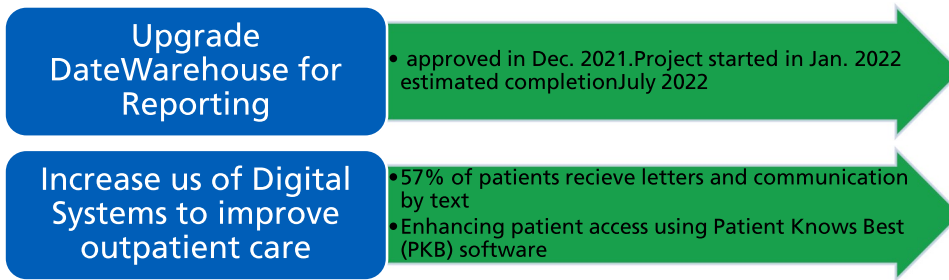 Upgrade
DateWarehouse for
Reporting
• approved in Dec. 2021.Project started in Jan. 2022
estimated completionJuly 2022
Increase us of Digital
Systems to improve
outpatient care
•57% of patients recieve letters and communication
by text
•Enhancing patient access using Patient Knows Best
(PKB) software